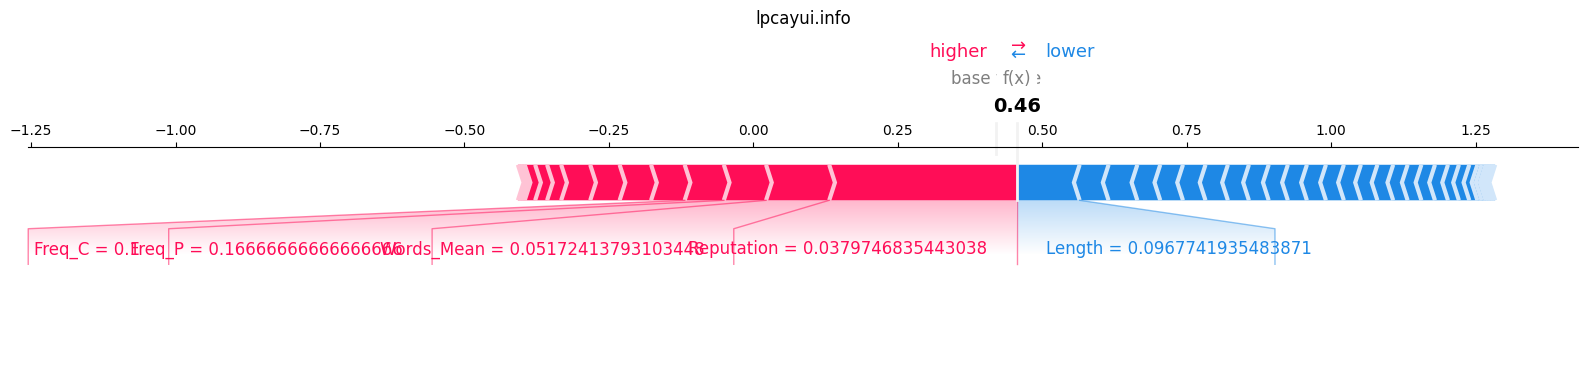 lpcayui.info
higher ⇄ lower
base f(x)
0.46
−1.25 −1.00 −0.75 −0.50 −0.25 0.00 0.25 0.50 0.75 1.00 1.25
Freq_C = 0.1 Freq_P = 0.16666666666666666 Words_Mean = 0.05172413793103448 Reputation = 0.0379746835443038 Length = 0.0967741935483871